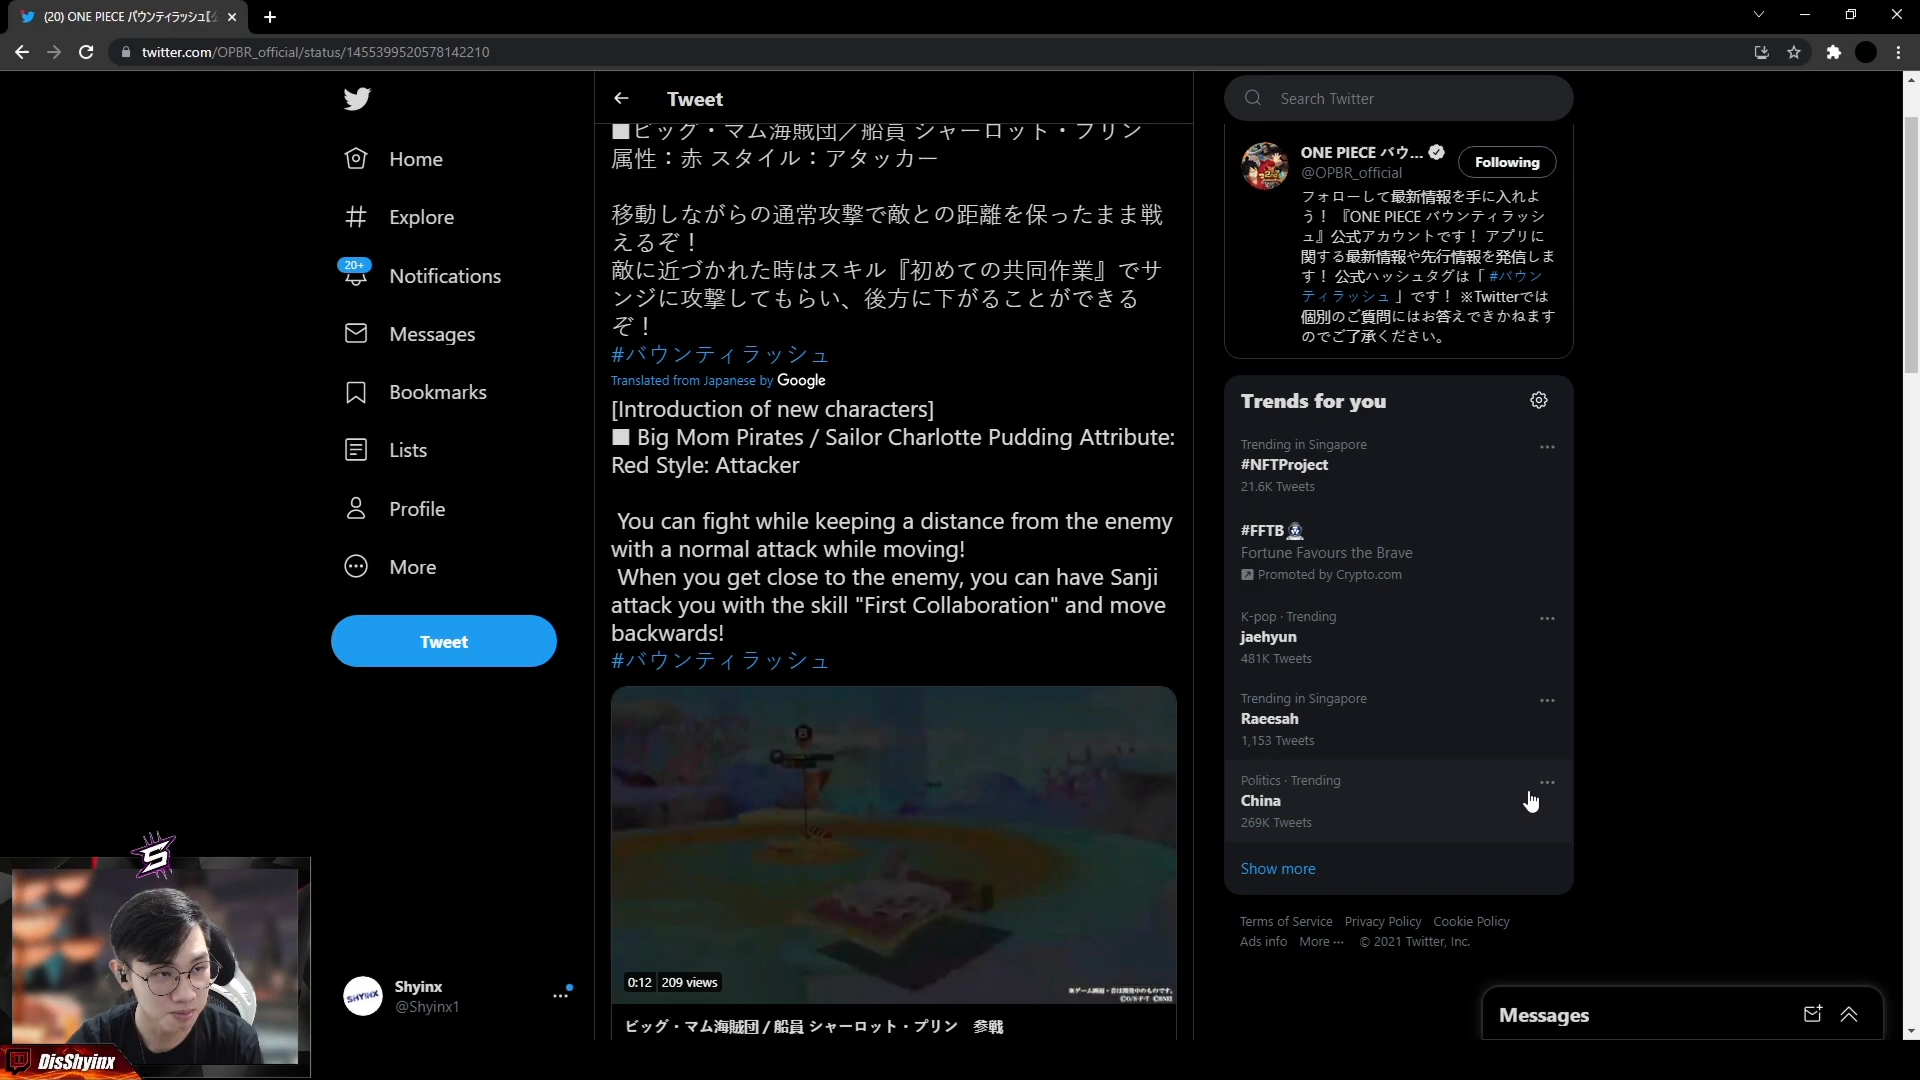 (20) ONE PIECE バウンティラッシュ【公
twitter.com/OPBR_official/status/1455399520578142210
Home
Explore
20+
Notifications
Messages
Bookmarks
Lists
Profile
More
Tweet
Shyinx
@Shyinx1
SHYINX
DisShyinx
Tweet
■ビッグ・マム海賊団／船員 シャーロット・プリン
属性：赤 スタイル：アタッカー
移動しながらの通常攻撃で敵との距離を保ったまま戦
えるぞ！
敵に近づかれた時はスキル『初めての共同作業』でサ
ンジに攻撃してもらい、後方に下がることができる
ぞ！
#バウンティラッシュ
Translated from Japanese by Google
[Introduction of new characters]
■ Big Mom Pirates / Sailor Charlotte Pudding Attribute:
Red Style: Attacker
You can fight while keeping a distance from the enemy
with a normal attack while moving!
When you get close to the enemy, you can have Sanji
attack you with the skill "First Collaboration" and move
backwards!
#バウンティラッシュ
B
0:12 209 views
※ゲーム画面・音は開発中のものです。
ビッグ・マム海賊団 / 船員 シャーロット・プリン 参戦
Search Twitter
ONE PIECE バウ...
@OPBR_official
Following
フォローして最新情報を手に入れよ
う！『ONE PIECE バウンティラッシ
ュ』公式アカウントです！ アプリに
関する最新情報や先行情報を発信しま
す！ 公式ハッシュタグは「 #バウン
ティラッシュ 」です！ ※Twitterでは
個別のご質問にはお答えできかねます
のでご了承ください。
Trends for you
Trending in Singapore
#NFTProject
21.6K Tweets
#FFTB
Fortune Favours the Brave
Promoted by Crypto.com
K-pop · Trending
jaehyun
481K Tweets
Trending in Singapore
Raeesah
1,153 Tweets
Politics · Trending
China
269K Tweets
Show more
Terms of Service Privacy Policy Cookie Policy
Ads info More ··· © 2021 Twitter, Inc.
Messages